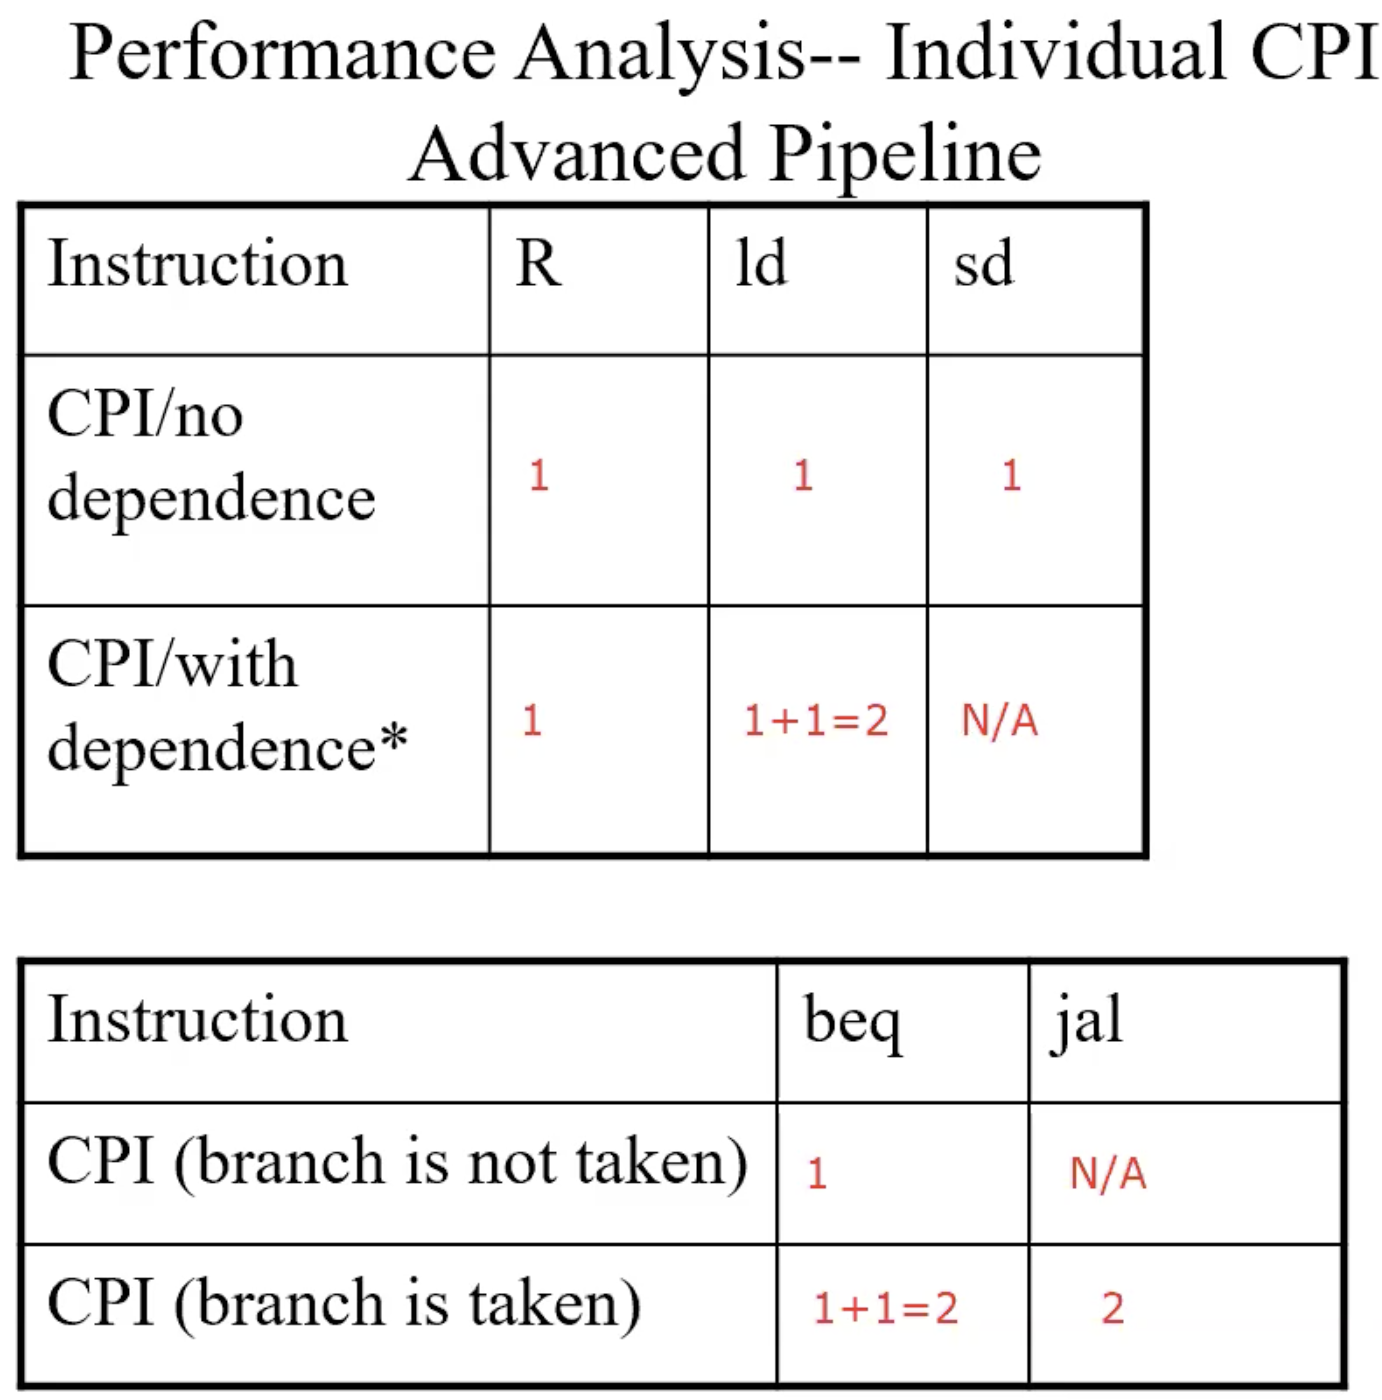 Performance Analysis-- Individual CPI
Advanced Pipeline
Instruction R ld sd
CPI/no
dependence
1 1 1
CPI/with
dependence*
1 1+1=2 N/A
Instruction beq jal
CPI (branch is not taken) 1 N/A
CPI (branch is taken) 1+1=2 2